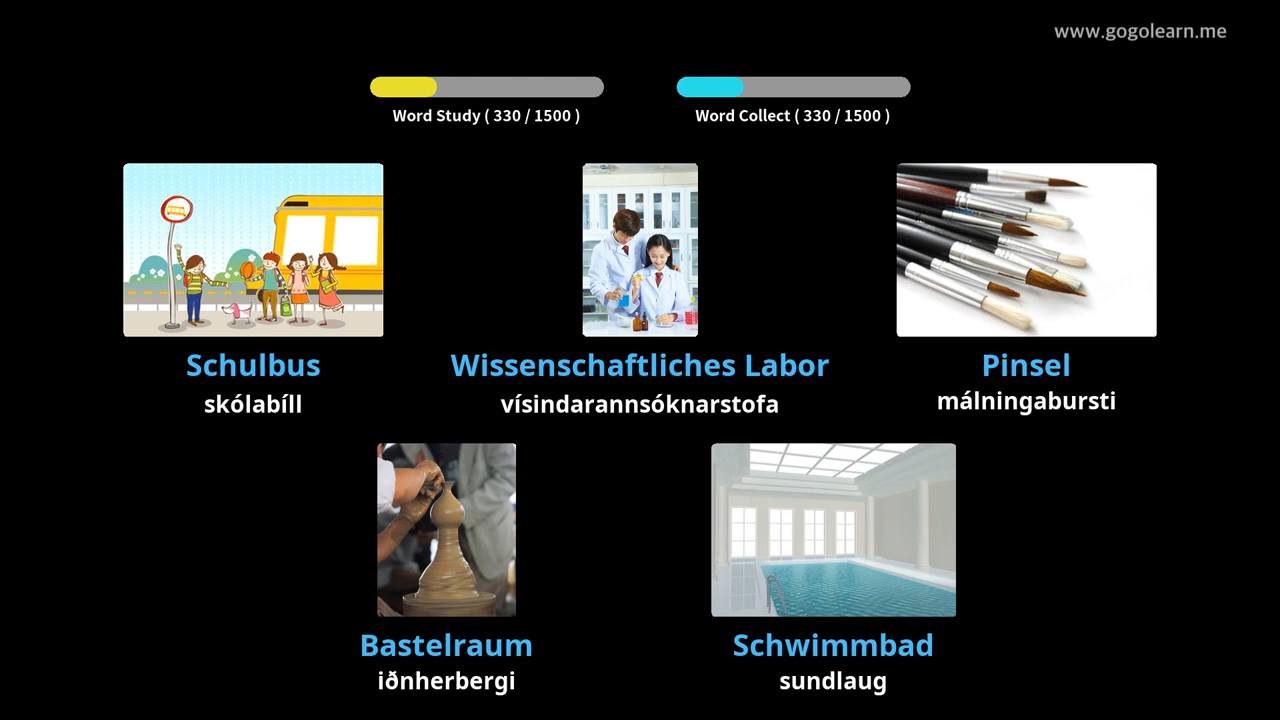 www.gogolearn.me
Word Study ( 330 / 1500 )
Word Collect ( 330 / 1500 )
Schulbus
skólabíll
Wissenschaftliches Labor
vísindarannsóknarstofa
Pinsel
málningabursti
Bastelraum
iðnherbergi
Schwimmbad
sundlaug